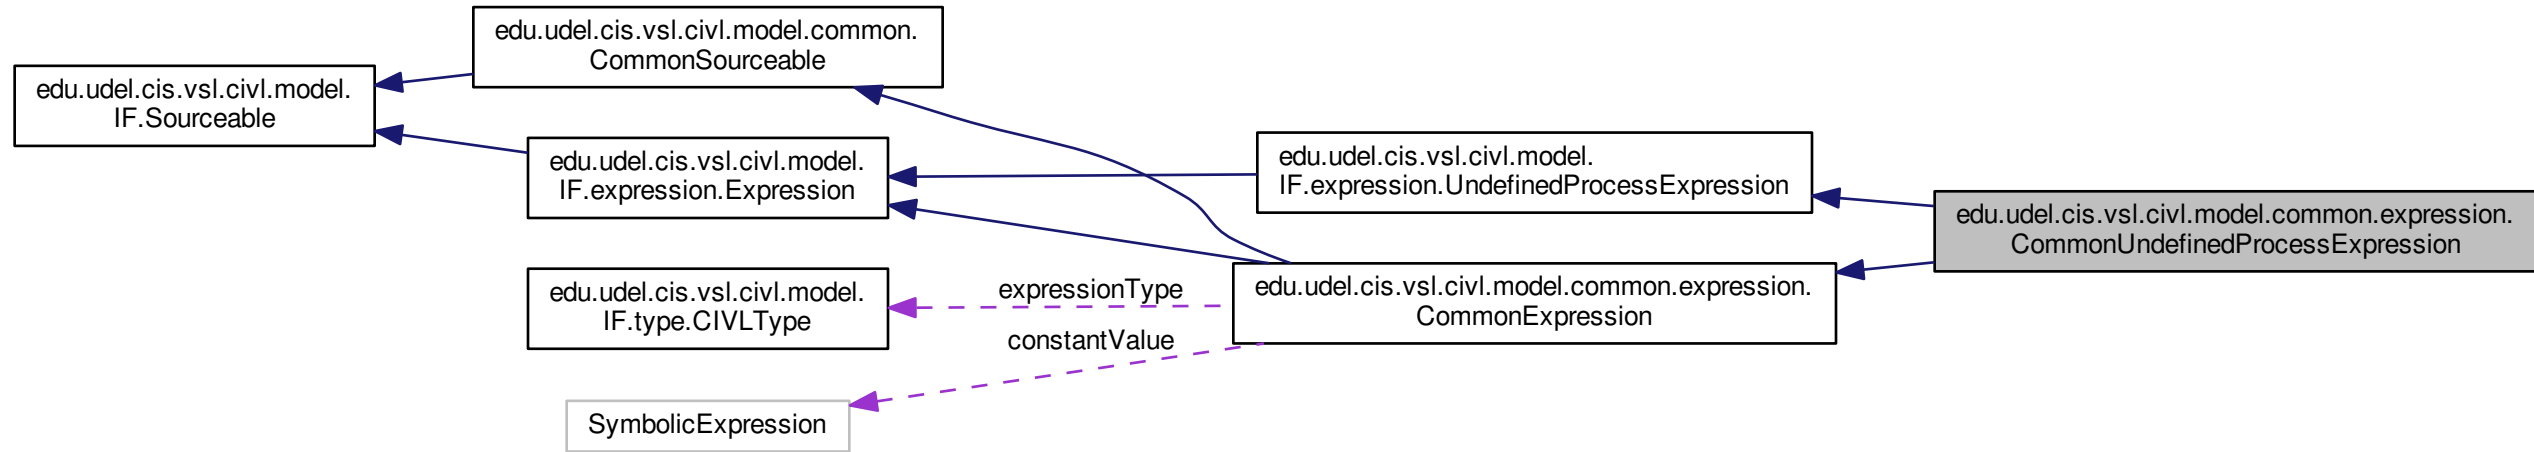 edu.udel.cis.vsl.civl.model.common.
CommonSourceable
edu.udel.cis.vsl.civl.model.
IF.Sourceable
edu.udel.cis.vsl.civl.model.
IF.expression.Expression
edu.udel.cis.vsl.civl.model.
IF.expression.UndefinedProcessExpression
edu.udel.cis.vsl.civl.model.common.expression.
CommonUndefinedProcessExpression
edu.udel.cis.vsl.civl.model.
IF.type.CIVLType
expressionType
edu.udel.cis.vsl.civl.model.common.expression.
CommonExpression
constantValue
SymbolicExpression